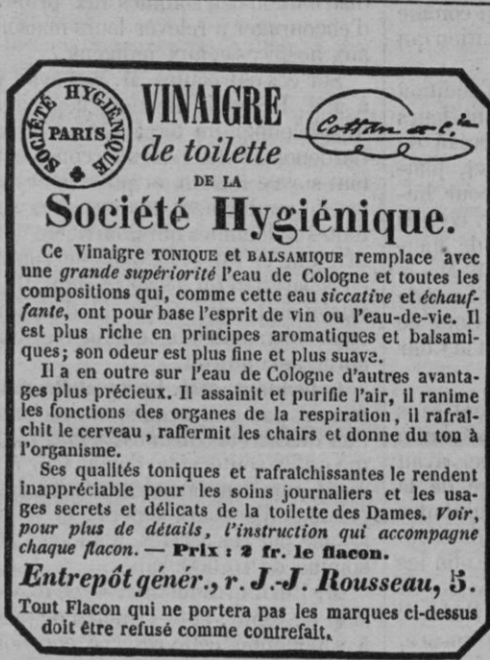 SOCIÉTÉ HYGIÉNIQUE
PARIS
VINAIGRE
de toilette
Cottan et C.ie
DE LA
Société Hygiénique.
Ce Vinaigre TONIQUE et BALSAMIQUE remplace avec
une grande supériorité l'eau de Cologne et toutes les
compositions qui, comme cette eau siccative et échauf-
fante, ont pour base l'esprit de vin ou l'eau-de-vie. Il
est plus riche en principes aromatiques et balsami-
ques; son odeur est plus fine et plus suave.
Il a en outre sur l'eau de Cologne d'autres avanta-
ges plus précieux. Il assainit et purifie l'air, il ranime
les fonctions des organes de la respiration, il rafraî-
chit le cerveau, raffermit les chairs et donne du ton à
l'organisme.
Ses qualités toniques et rafraîchissantes le rendent
inappréciable pour les soins journaliers et les usa-
ges secrets et délicats de la toilette des Dames. Voir,
pour plus de détails, l'instruction qui accompagne
chaque flacon. — Prix : 2 fr. le flacon.
Entrepôt génér., r. J.-J. Rousseau, 5.
Tout Flacon qui ne portera pas les marques ci-dessus
doit être refusé comme contrefait.